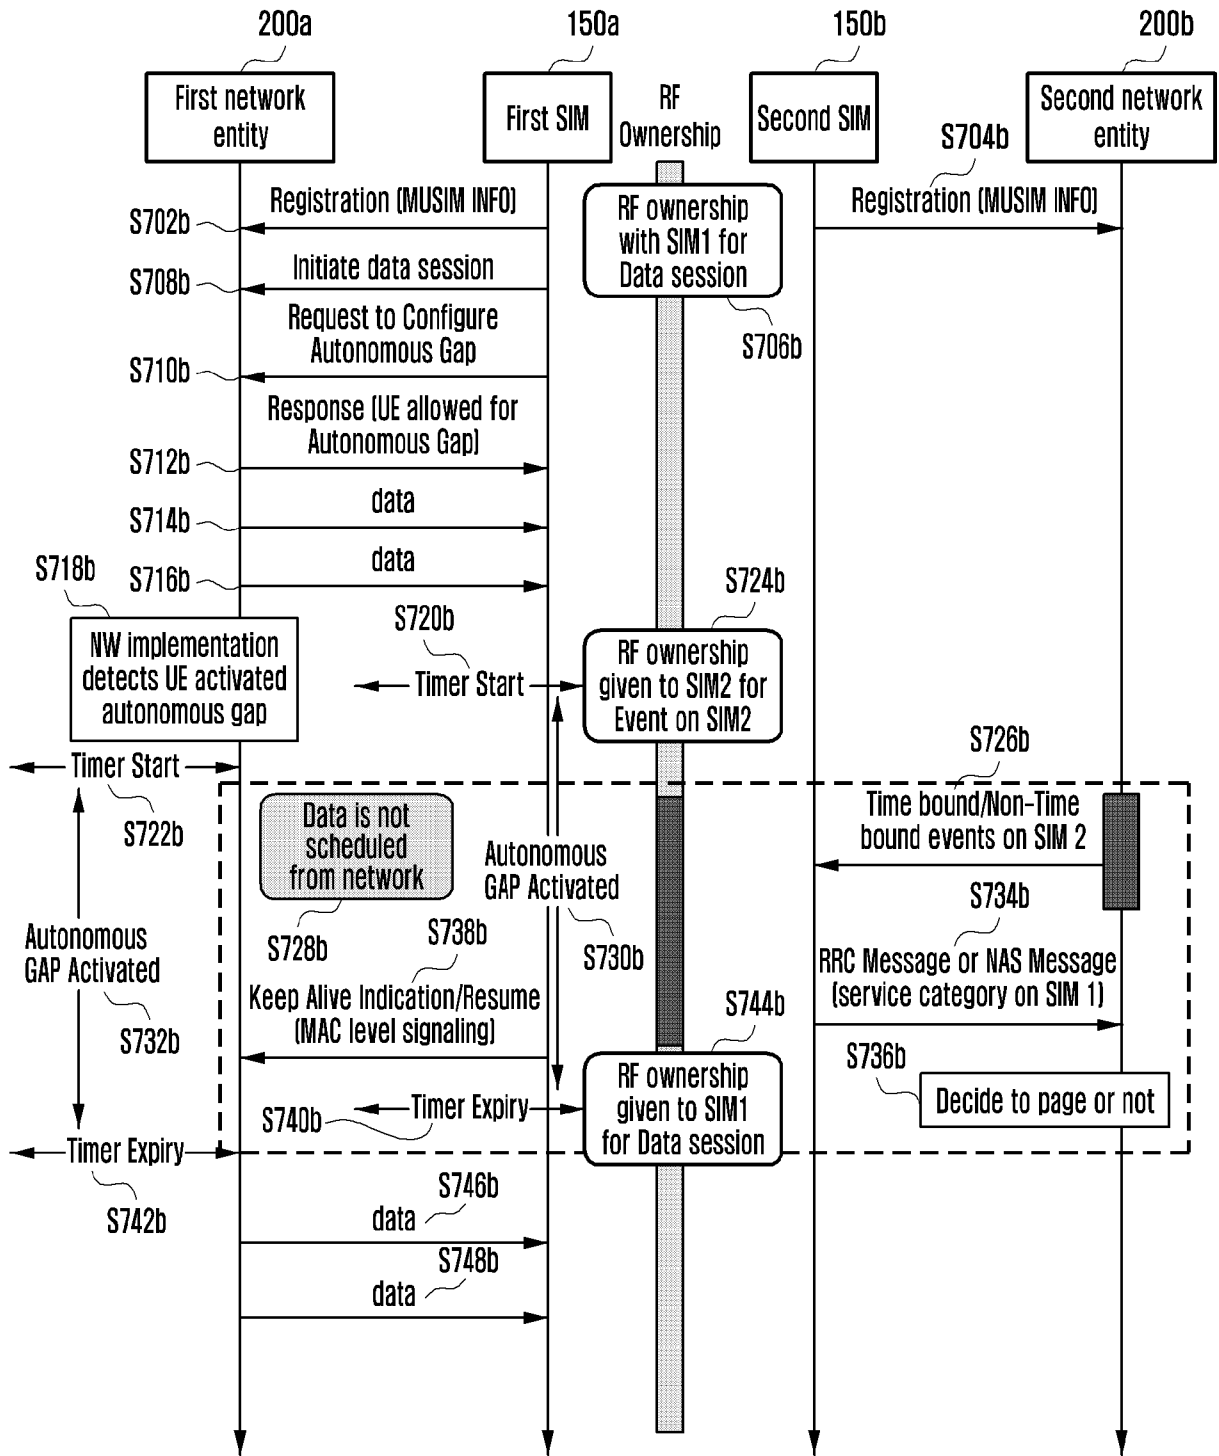 200a
150a
150b
200b
First network
entity
First SIM
RF
Ownership
Second SIM
Second network
entity
S704b
Registration (MUSIM INFO)
S702b
RF ownership
with SIM1 for
Data session
Registration (MUSIM INFO)
Initiate data session
S708b
S706b
Request to Configure
Autonomous Gap
S710b
Response (UE allowed for
Autonomous Gap)
S712b
data
S714b
data
S716b
S718b
NW implementation
detects UE activated
autonomous gap
S720b
Timer Start
S724b
RF ownership
given to SIM2 for
Event on SIM2
Timer Start
S722b
S726b
Time bound/Non-Time
bound events on SIM 2
Data is not
scheduled
from network
S728b
Autonomous
GAP Activated
S730b
Autonomous
GAP Activated
S732b
S734b
RRC Message or NAS Message
(service category on SIM 1)
S738b
Keep Alive Indication/Resume
(MAC level signaling)
S744b
RF ownership
given to SIM1
for Data session
S736b
Decide to page or not
Timer Expiry
S740b
Timer Expiry
S742b
S746b
data
S748b
data